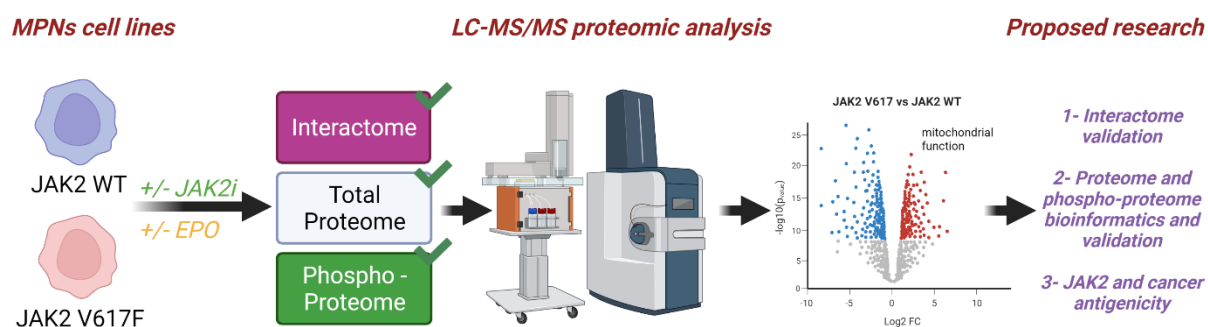 MPNs cell lines
LC-MS/MS proteomic analysis
Proposed research
JAK2 WT
JAK2 V617F
+/- JAK2i
+/- EPO
Interactome
Total
Proteome
Phospho -
Proteome
JAK2 V617 vs JAK2 WT
mitochondrial
function
-log10(pvalue)
25
20
15
10
5
0
-10
-5
0
5
10
Log2 FC
1- Interactome
validation
2- Proteome and
phospho-proteome
bioinformatics and
validation
3- JAK2 and cancer
antigenicity